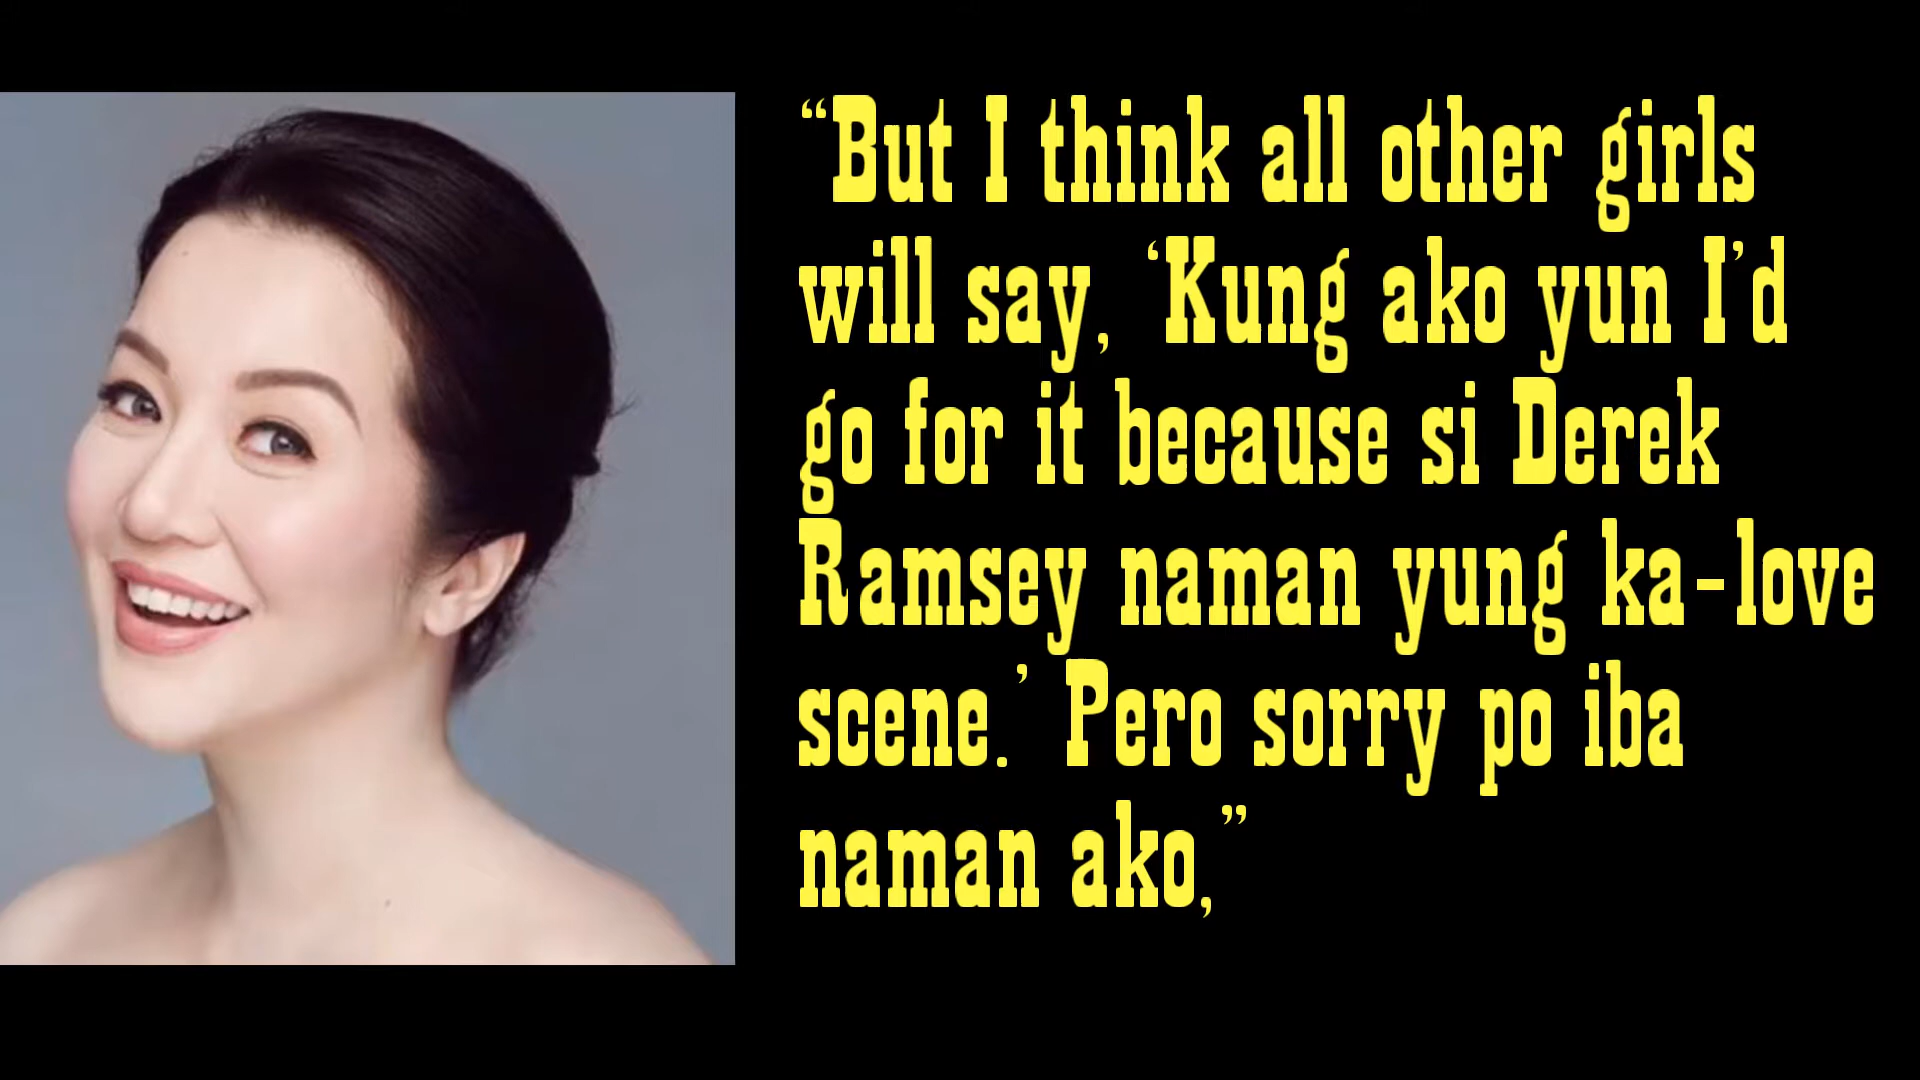 “But I think all other girls
will say, ‘Kung ako yun I’d
go for it because si Derek
Ramsey naman yung ka-love
scene.’ Pero sorry po iba
naman ako,”